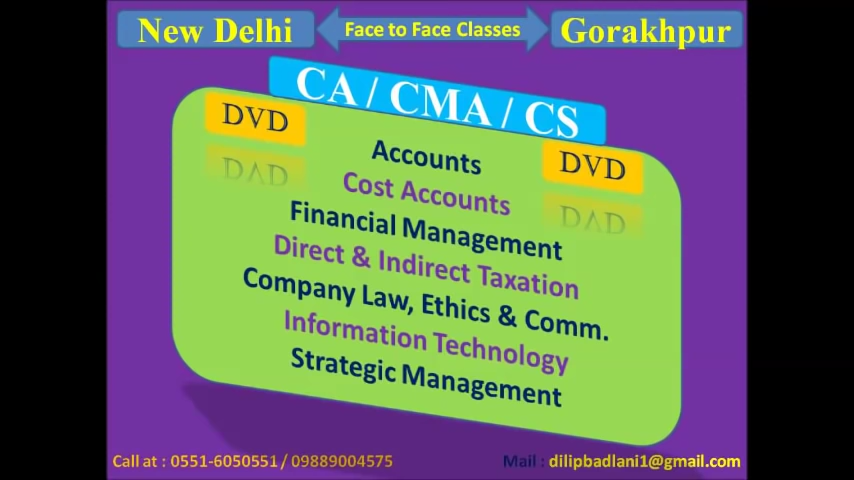 New Delhi
Face to Face Classes
Gorakhpur
CA / CMA / CS
DVD
DVD
Accounts
Cost Accounts
Financial Management
Direct & Indirect Taxation
Company Law, Ethics & Comm.
Information Technology
Strategic Management
Call at : 0551-6050551 / 09889004575
Mail : dilipbadlani1@gmail.com